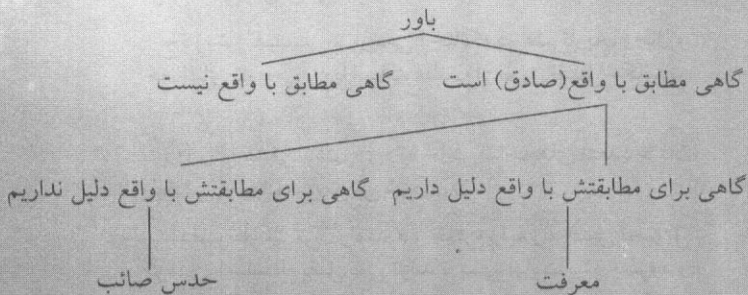 باور
گاهی مطابق با واقع(صادق) است گاهی مطابق با واقع نیست
گاهی برای مطابقتش با واقع دلیل داریم گاهی برای مطابقتش با واقع دلیل نداریم
معرفت حدس صائب